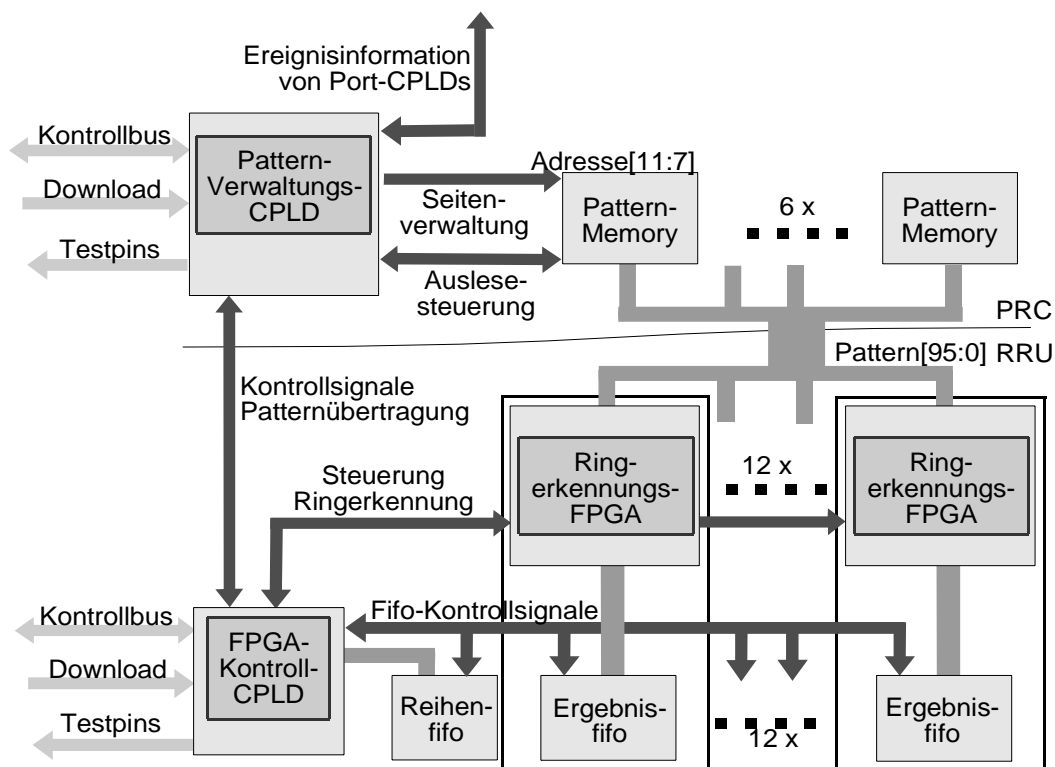 Ereignisinformation
von Port-CPLDs
Kontrollbus
Download
Testpins
Pattern-
Verwaltungs-
CPLD
Adresse[11:7]
Seiten-
verwaltung
Auslese-
steuerung
Pattern-
Memory
6 x
Pattern-
Memory
PRC
Pattern[95:0] RRU
Kontrollsignale
Patternübertragung
Steuerung
Ringerkennung
Ring-
erkennungs-
FPGA
12 x
Ring-
erkennungs-
FPGA
Kontrollbus
Download
Testpins
FPGA-
Kontroll-
CPLD
Fifo-Kontrollsignale
Reihen-
fifo
Ergebnis-
fifo
12 x
Ergebnis-
fifo